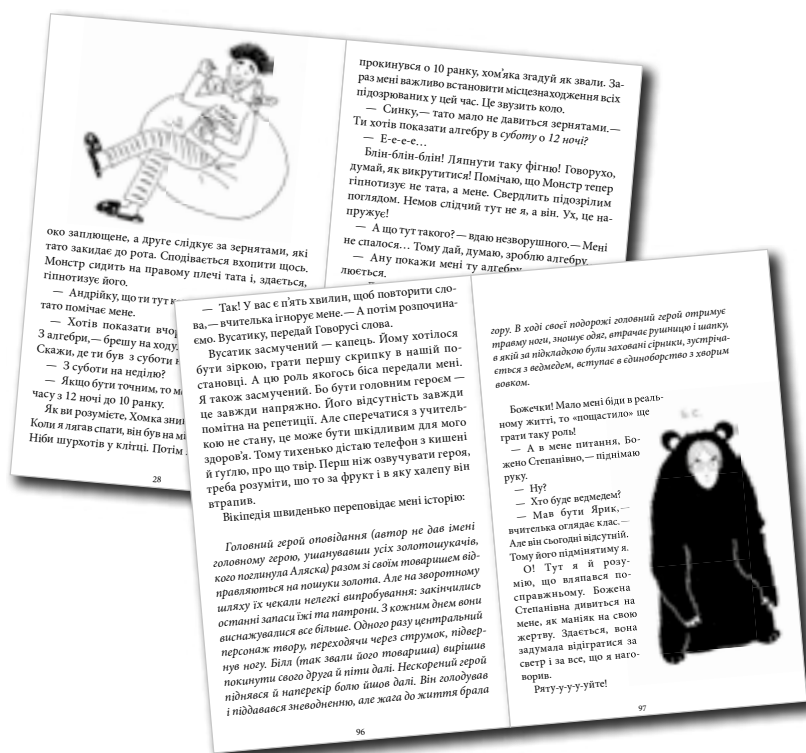 око заплющене, а друге слідкує за зернятами, які
тато закидає до рота. Сподівається вхопити щось.
Монстр сидить на правому плечі тата і, здається,
гіпнотизує його.
— Андрійку, що ти тут
тато помічає мене.
— Хотів показати
З алгебри,— брешу на ходу.
Скажи, де ти був з суботи
— З суботи на неділю?
— Якщо бути точним, то
часу з 12 ночі до 10 ранку.
Як ви розумієте, Хомка
Коли я лягав спати, він був на
Ніби шурхотів у клітці. Потім
28
прокинувся о 10 ранку, хом’яка згадуй як звали. За-
раз мені важливо встановити місцезнаходження всіх
підозрюваних у цей час. Це звузить коло.
— Синку,— тато мало не давиться зернятами.—
Ти хотів показати алгебру в суботу о 12 ночі?
— Е-е-е-е…
Блін-блін-блін! Ляпнути таку фігню! Говорухо,
думай, як викрутитися! Помічаю, що Монстр тепер
гіпнотизує не тата, а мене. Свердлить підозрілим
поглядом. Немов слідчий тут не я, а він. Ух, це на-
пружує!
— А що тут такого? — вдаю незворушного.— Мені
не спалося… Тому дай, думаю, зроблю алгебру.
— Ану покажи мені ту алгебру,
люється.
— Так! У вас є п’ять хвилин, щоб повторити сло-
ва,— вчителька ігнорує мене.— А потім розпочина-
ємо. Вусатику, передай Говорусі слова.
Вусатик засмучений — капець. Йому хотілося
бути зіркою, грати першу скрипку в нашій по-
становці. А цю роль якогось біса передали мені.
Я також засмучений. Бо бути головним героєм —
це завжди напряжно. Його відсутність завжди
помітна на репетиції. Але сперечатися з учитель-
кою не стану, це може бути шкідливим для мого
здоров’я. Тому тихенько дістаю телефон з кишені
й ґуглю, про що твір. Перш ніж озвучувати героя,
треба розуміти, шо то за фрукт і в яку халепу він
втрапив.
Вікіпедія швиденько переповідає мені історію:
Головний герой оповідання (автор не дав імені
головному герою, ушанувавши усіх золотошукачів,
кого поглинула Аляска) разом зі своїм товаришем від-
правляються на пошуки золота. Але на зворотному
шляху їх чекали нелегкі випробування: закінчились
останні запаси їжі та патрони. З кожним днем вони
виснажувалися все більше. Одного разу центральний
персонаж твору, переходячи через струмок, підвер-
нув ногу. Білл (так звали його товариша) вирішив
покинути свого друга й піти далі. Нескорений герой
піднявся й наперекір болю йшов далі. Він голодував
і піддавався зневодненню, але жага до життя брала
96
гору. В ході своєї подорожі головний герой отримує
травму ноги, зношує одяг, втрачає рушницю і шапку,
в якій за підкладкою були заховані сірники, зустріча-
ється з ведмедем, вступає в єдиноборство з хворим
вовком.
Божечки! Мало мені біди в реаль-
ному житті, то «пощастило» ще
грати таку роль!
— А в мене питання, Бо-
жено Степанівно,— піднімаю
руку.
— Ну?
— Хто буде ведмедем?
— Мав бути Ярик,—
вчителька оглядає клас.—
Але він сьогодні відсутній.
Тому його підмінятиму я.
О! Тут я й розу-
мію, що вляпався по-
справжньому. Божена
Степанівна дивиться на
мене, як маніяк на свою
жертву. Здається, вона
задумала відігратися за
светр і за все, що я наго-
ворив.
Ряту-у-у-у-уйте!
97